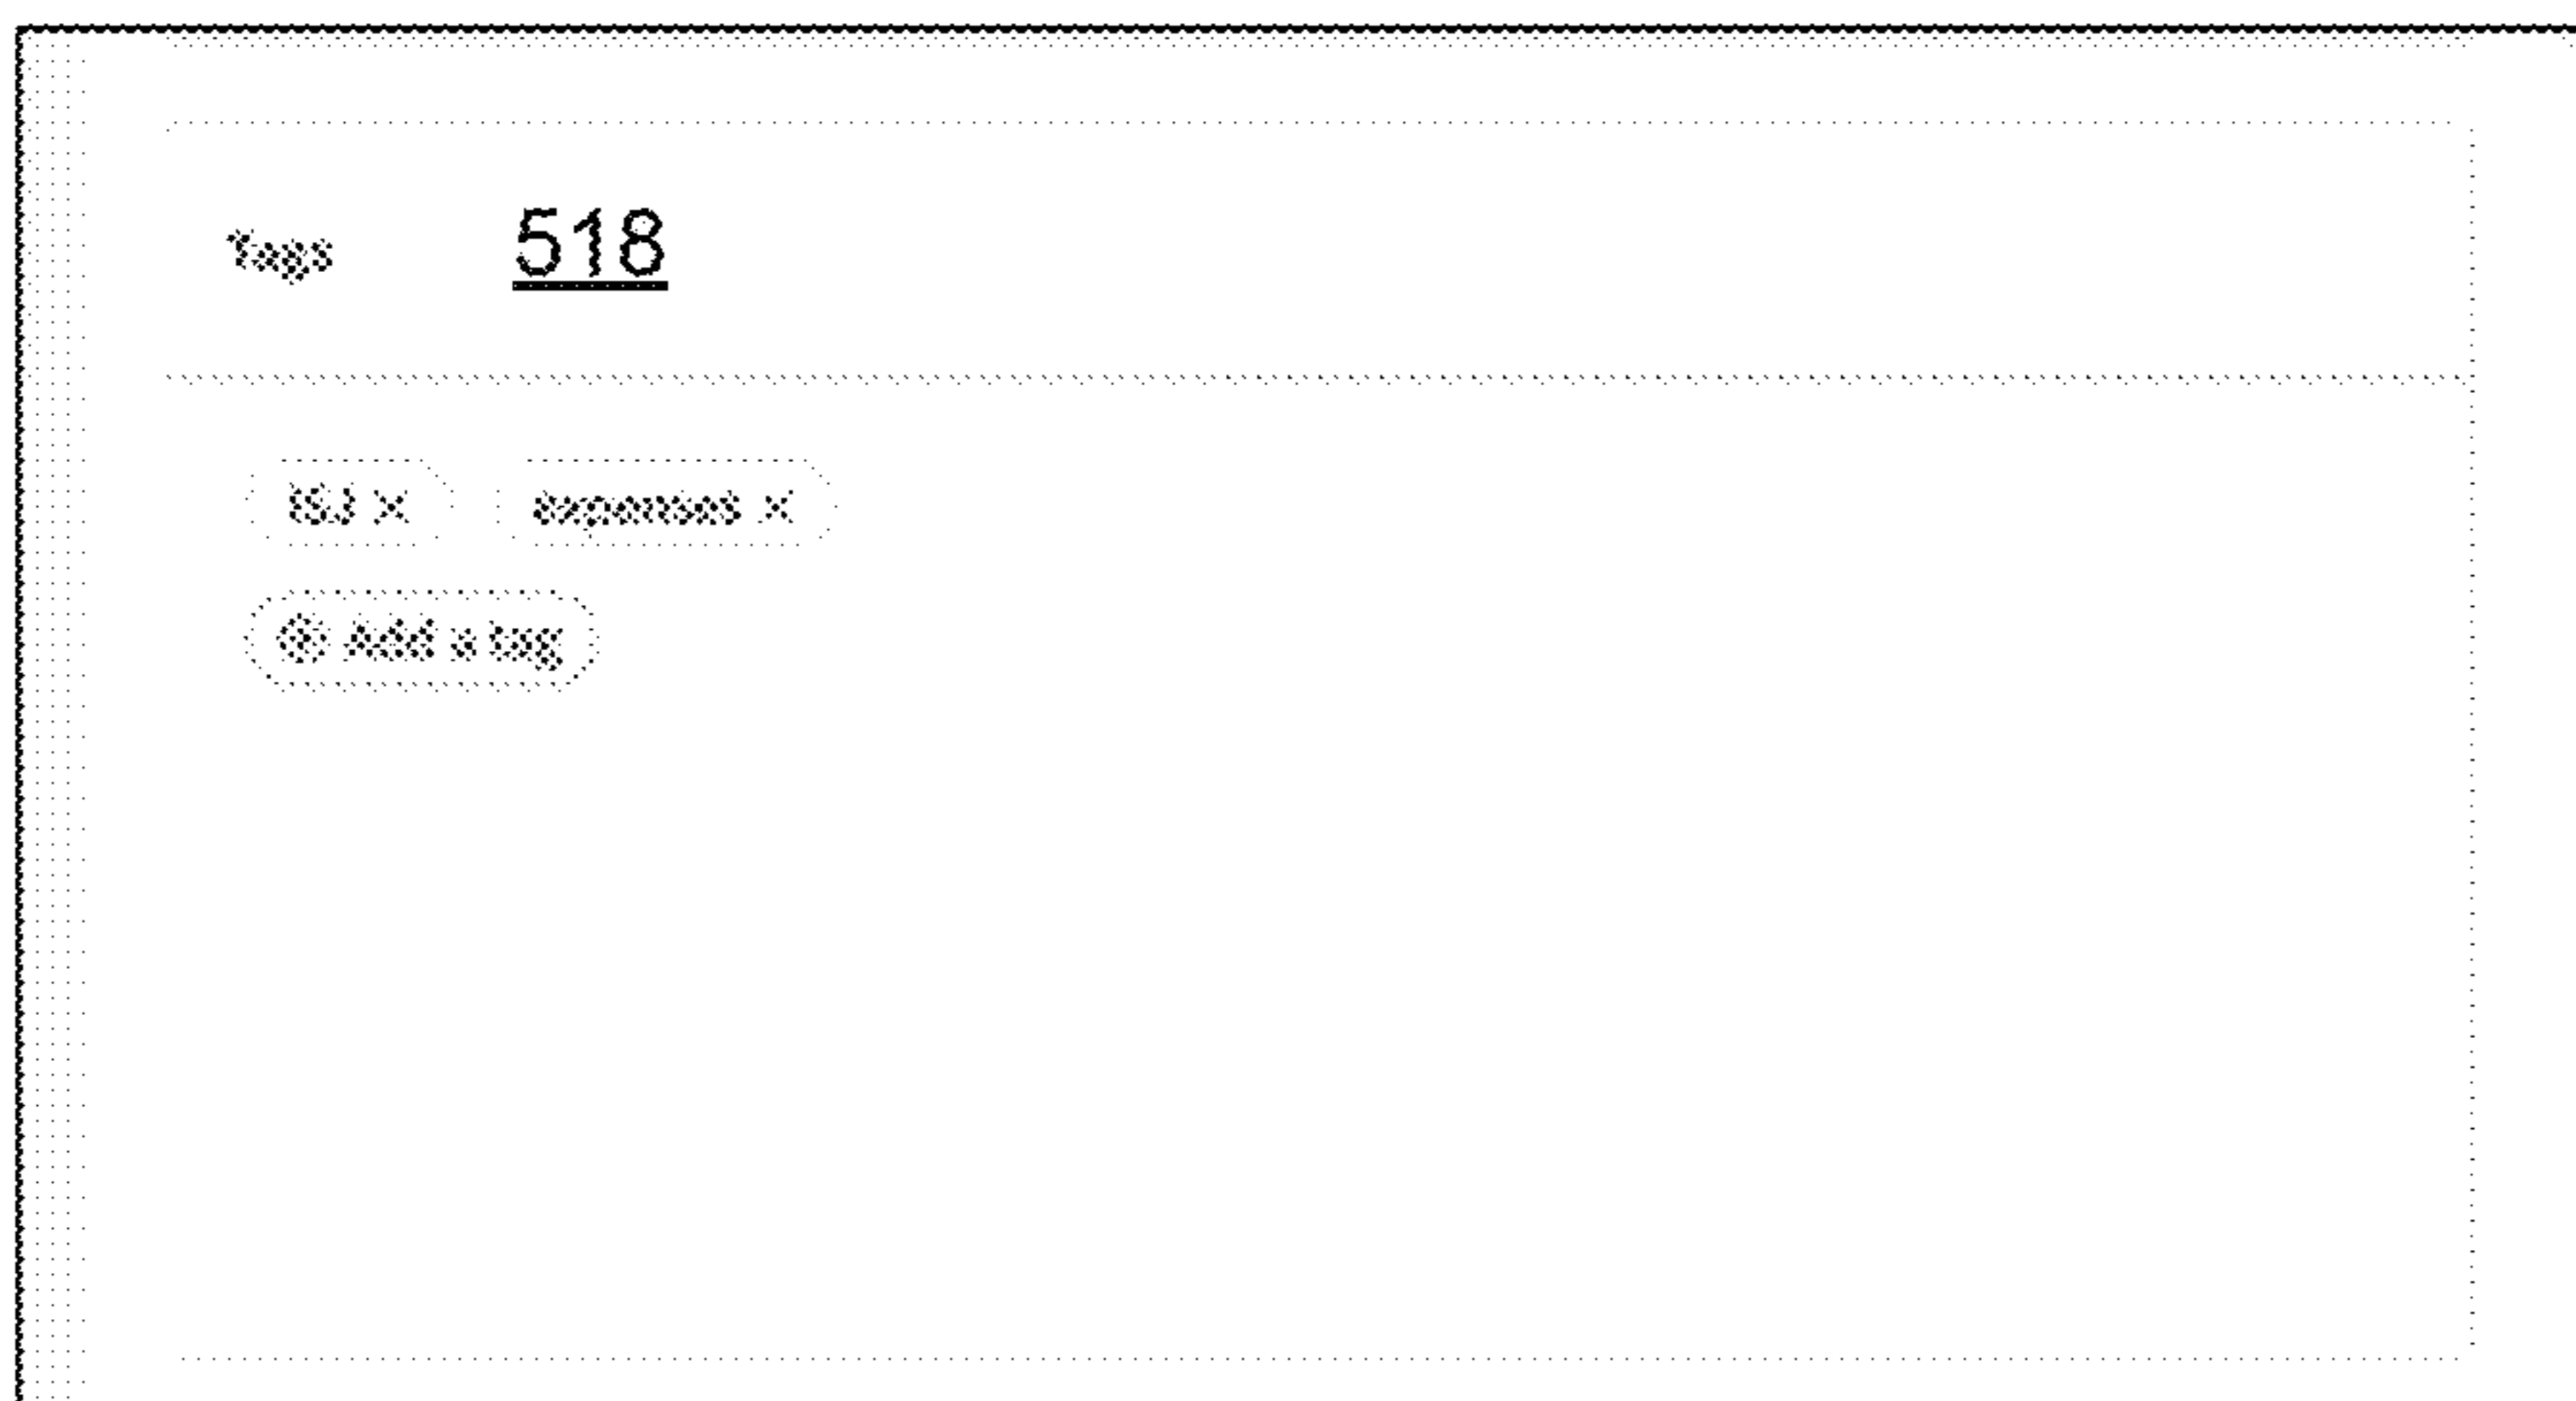 Tags 518
expenses ×
⊕ Add a tag